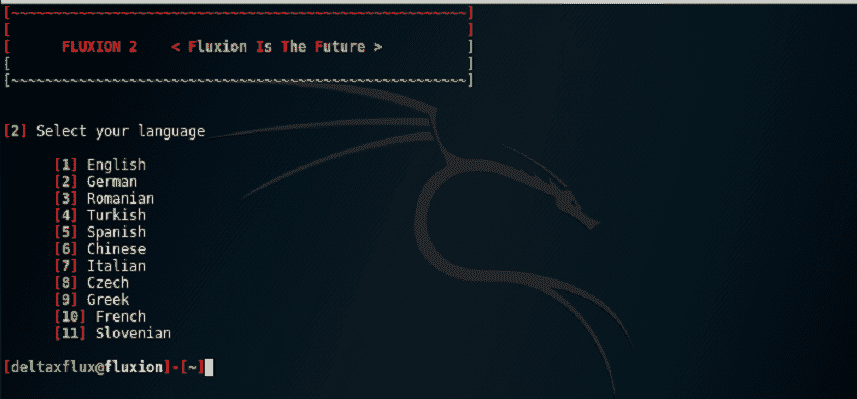 [~~~~~~~~~~~~~~~~~~~~~~~~~~~~~~~~~~~~~~~~~~~~~~~~~~~~~~]
[ ]
[ FLUXION 2 < Fluxion Is The Future > ]
[ ]
[~~~~~~~~~~~~~~~~~~~~~~~~~~~~~~~~~~~~~~~~~~~~~~~~~~~~~~]
[2] Select your language
[1] English
[2] German
[3] Romanian
[4] Turkish
[5] Spanish
[6] Chinese
[7] Italian
[8] Czech
[9] Greek
[10] French
[11] Slovenian
[deltaxflux@fluxion]-[~]